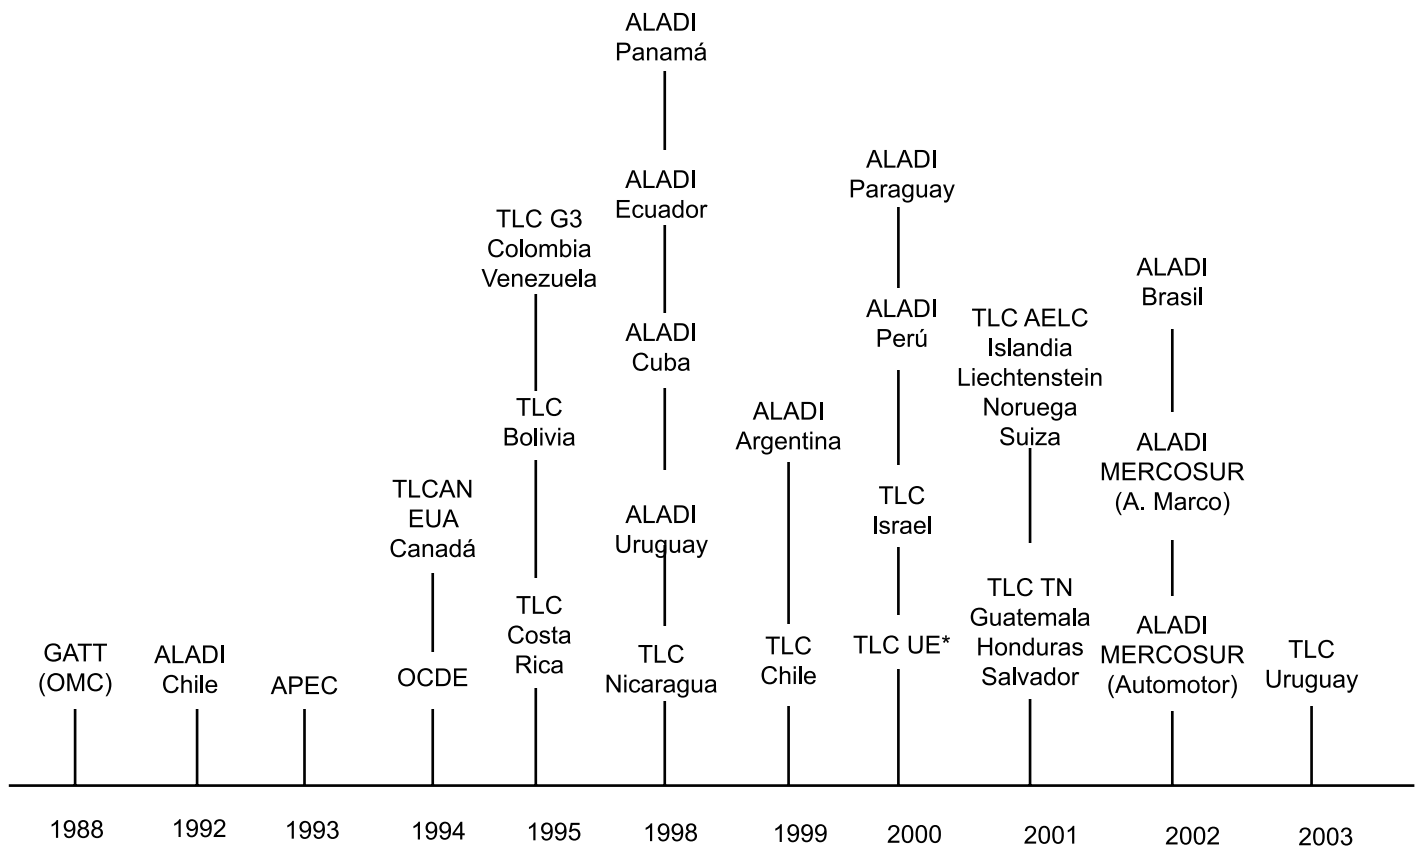 GATT
(OMC)
1988
ALADI
Chile
1992
APEC
1993
TLCAN
EUA
Canadá
OCDE
1994
TLC G3
Colombia
Venezuela
TLC
Bolivia
TLC
Costa
Rica
1995
ALADI
Panamá
ALADI
Ecuador
ALADI
Cuba
ALADI
Uruguay
TLC
Nicaragua
1998
ALADI
Argentina
TLC
Chile
1999
ALADI
Paraguay
ALADI
Perú
TLC
Israel
TLC UE*
2000
TLC AELC
Islandia
Liechtenstein
Noruega
Suiza
TLC TN
Guatemala
Honduras
Salvador
2001
ALADI
Brasil
ALADI
MERCOSUR
(A. Marco)
ALADI
MERCOSUR
(Automotor)
2002
TLC
Uruguay
2003